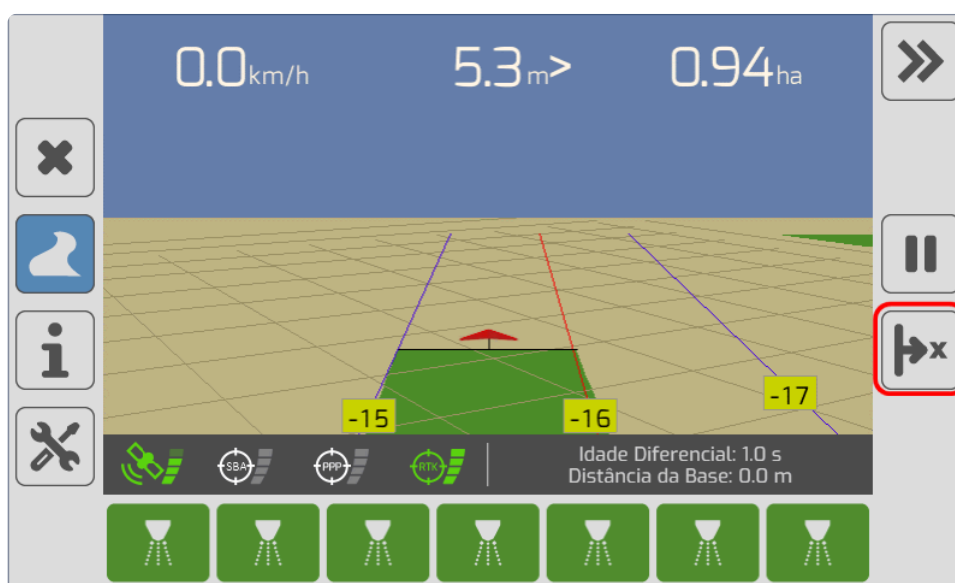 0.0km/h 5.3m> 0.94ha
x
-15 -16 -17
SBA PPP RTK
Idade Diferencial: 1.0 s
Distância da Base: 0.0 m